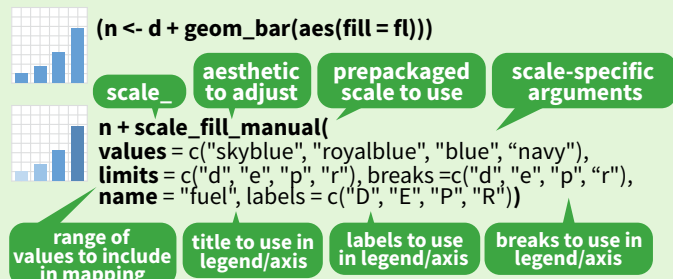 (n <- d + geom_bar(aes(fill = fl)))
scale_
aesthetic
to adjust
prepackaged
scale to use
scale-specific
arguments
n + scale_fill_manual(
values = c("skyblue", "royalblue", "blue", “navy"),
limits = c("d", "e", "p", "r"), breaks =c("d", "e", "p", “r"),
name = "fuel", labels = c("D", "E", "P", "R"))
range of
values to include
in mapping
title to use in
legend/axis
labels to use
in legend/axis
breaks to use in
legend/axis